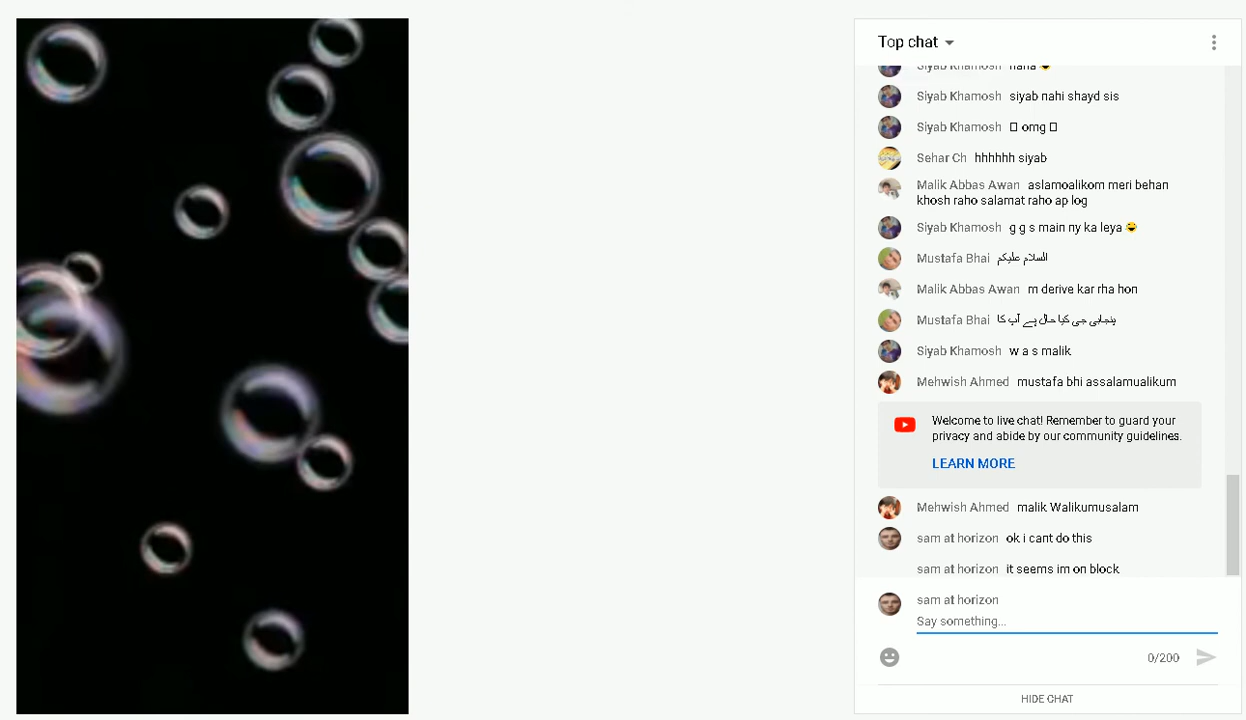 Top chat
Siyab Khamosh haha 😂
Siyab Khamosh siyab nahi shayd sis
Siyab Khamosh omg
Sehar Ch hhhhhh siyab
Malik Abbas Awan aslamoalikom meri behan
khosh raho salamat raho ap log
Siyab Khamosh g g s main ny ka leya 😂
Mustafa Bhai السلام علیکم
Malik Abbas Awan m derive kar rha hon
Mustafa Bhai پنجابی جی کیا حال ہے آپ کا
Siyab Khamosh w a s malik
Mehwish Ahmed mustafa bhi assalamualikum
Welcome to live chat! Remember to guard your
privacy and abide by our community guidelines.
LEARN MORE
Mehwish Ahmed malik Walikumusalam
sam at horizon ok i cant do this
sam at horizon it seems im on block
sam at horizon
Say something...
0/200
HIDE CHAT